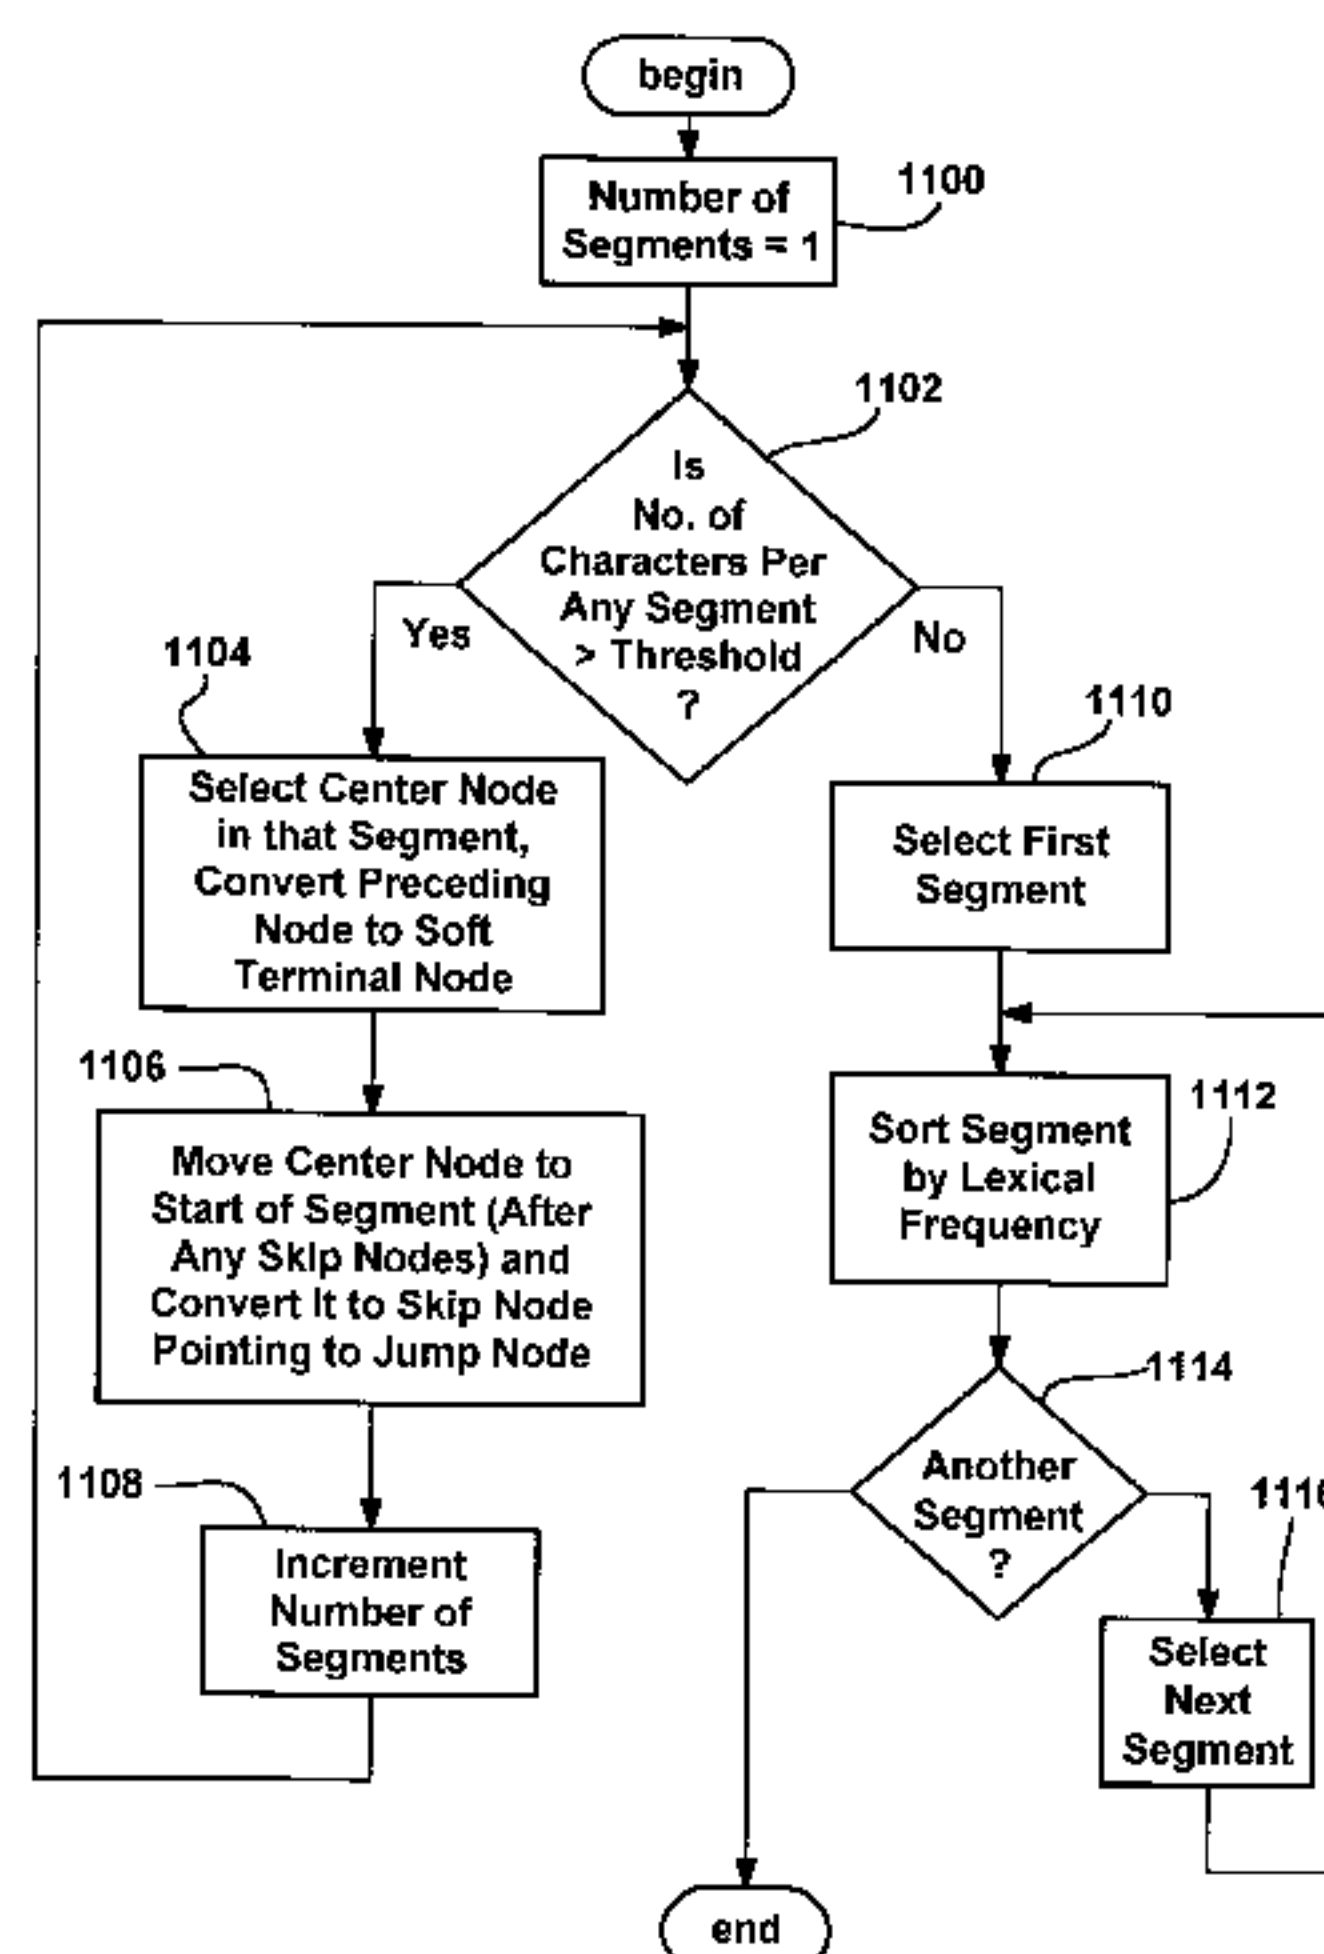 begin
Number of
Segments = 1
1100
1102
Is
No. of
Characters Per
Any Segment
> Threshold
?
Yes
No
1104
Select Center Node
in that Segment,
Convert Preceding
Node to Soft
Terminal Node
1106
Move Center Node to
Start of Segment (After
Any Skip Nodes) and
Convert It to Skip Node
Pointing to Jump Node
1108
Increment
Number of
Segments
1110
Select First
Segment
1112
Sort Segment
by Lexical
Frequency
1114
Another
Segment
?
1116
Select
Next
Segment
end